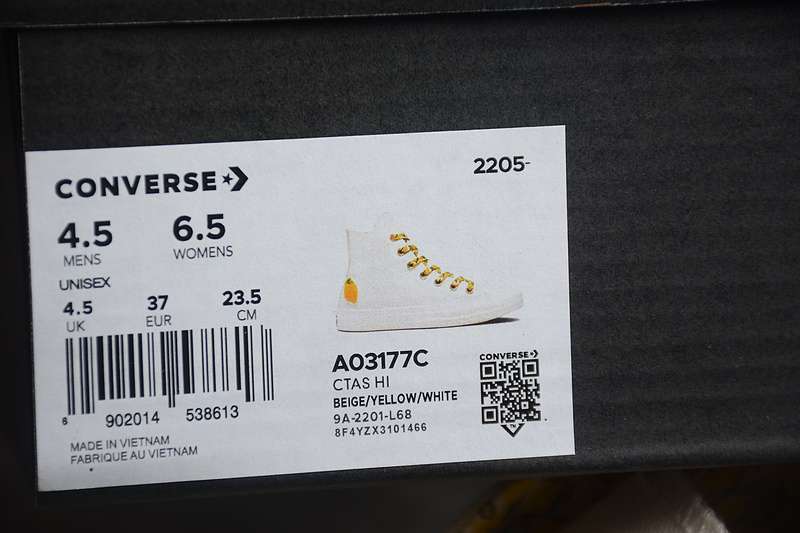 CONVERSE
2205-
4.5 6.5
MENS WOMENS
UNISEX
4.5 37 23.5
UK EUR CM
902014 538613
MADE IN VIETNAM
FABRIQUE AU VIETNAM
A03177C
CTAS HI
BEIGE/YELLOW/WHITE
9A-2201-L68
8F4YZX3101466
CONVERSE
TM